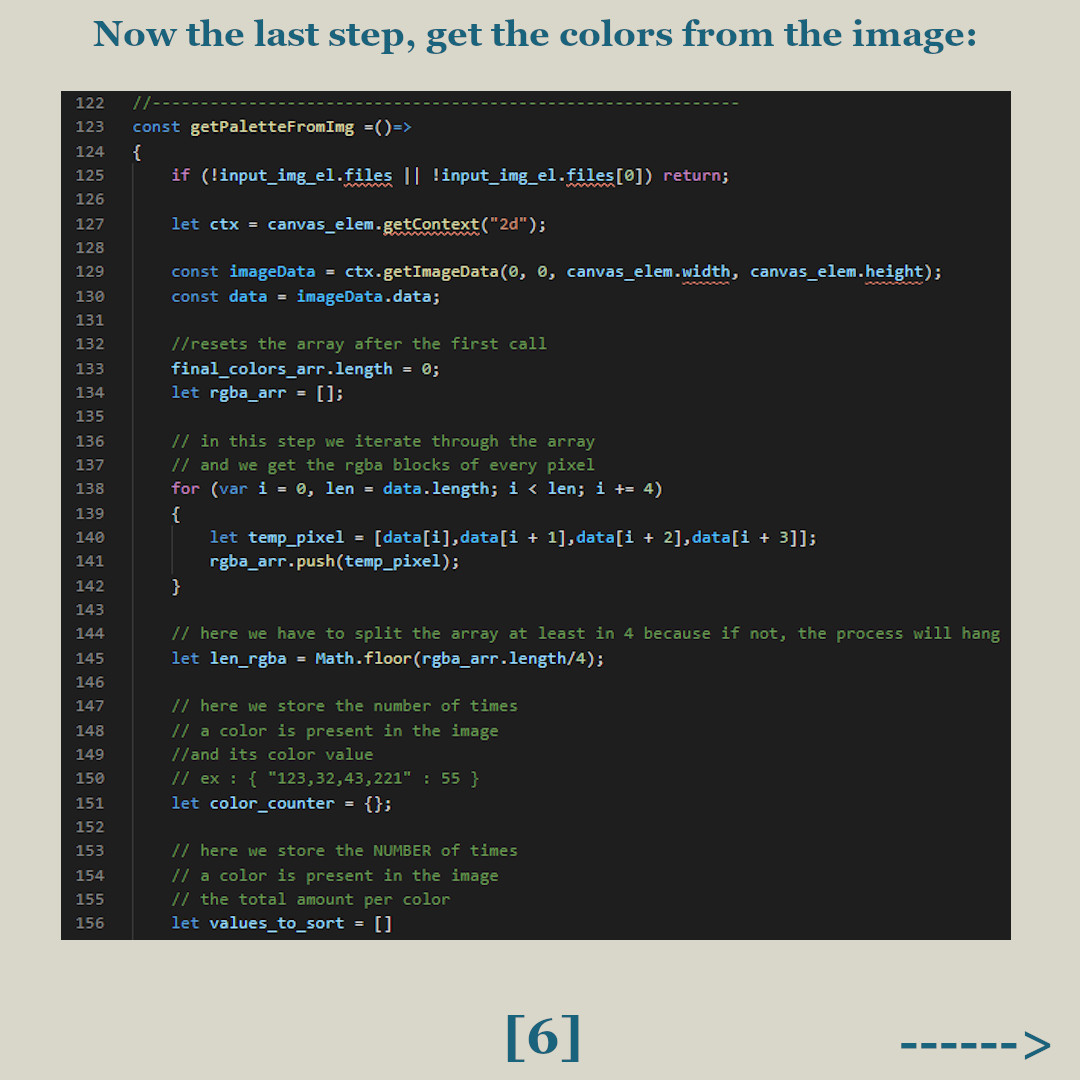 Now the last step, get the colors from the image:
122 //-------------------------------------------------------------
123 const getPaletteFromImg =()=>
124 {
125 if (!input_img_el.files || !input_img_el.files[0]) return;
126
127 let ctx = canvas_elem.getContext("2d");
128
129 const imageData = ctx.getImageData(0, 0, canvas_elem.width, canvas_elem.height);
130 const data = imageData.data;
131
132 //resets the array after the first call
133 final_colors_arr.length = 0;
134 let rgba_arr = [];
135
136 // in this step we iterate through the array
137 // and we get the rgba blocks of every pixel
138 for (var i = 0, len = data.length; i < len; i += 4)
139 {
140 let temp_pixel = [data[i],data[i + 1],data[i + 2],data[i + 3]];
141 rgba_arr.push(temp_pixel);
142 }
143
144 // here we have to split the array at least in 4 because if not, the process will hang
145 let len_rgba = Math.floor(rgba_arr.length/4);
146
147 // here we store the number of times
148 // a color is present in the image
149 //and its color value
150 // ex : { "123,32,43,221" : 55 }
151 let color_counter = {};
152
153 // here we store the NUMBER of times
154 // a color is present in the image
155 // the total amount per color
156 let values_to_sort = []
[6]
------>